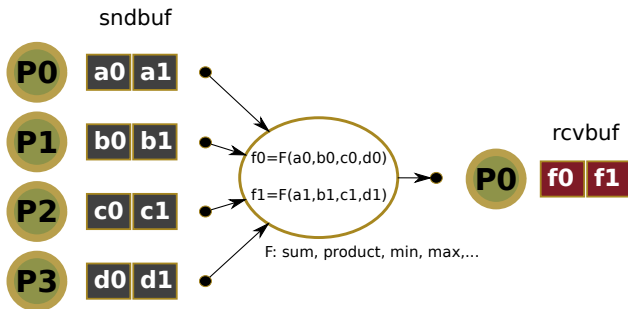 sndbuf
P0 a0 a1
P1 b0 b1
f0=F(a0,b0,c0,d0)
rcvbuf
P0 f0 f1
f1=F(a1,b1,c1,d1)
P2 c0 c1
F: sum, product, min, max,...
P3 d0 d1